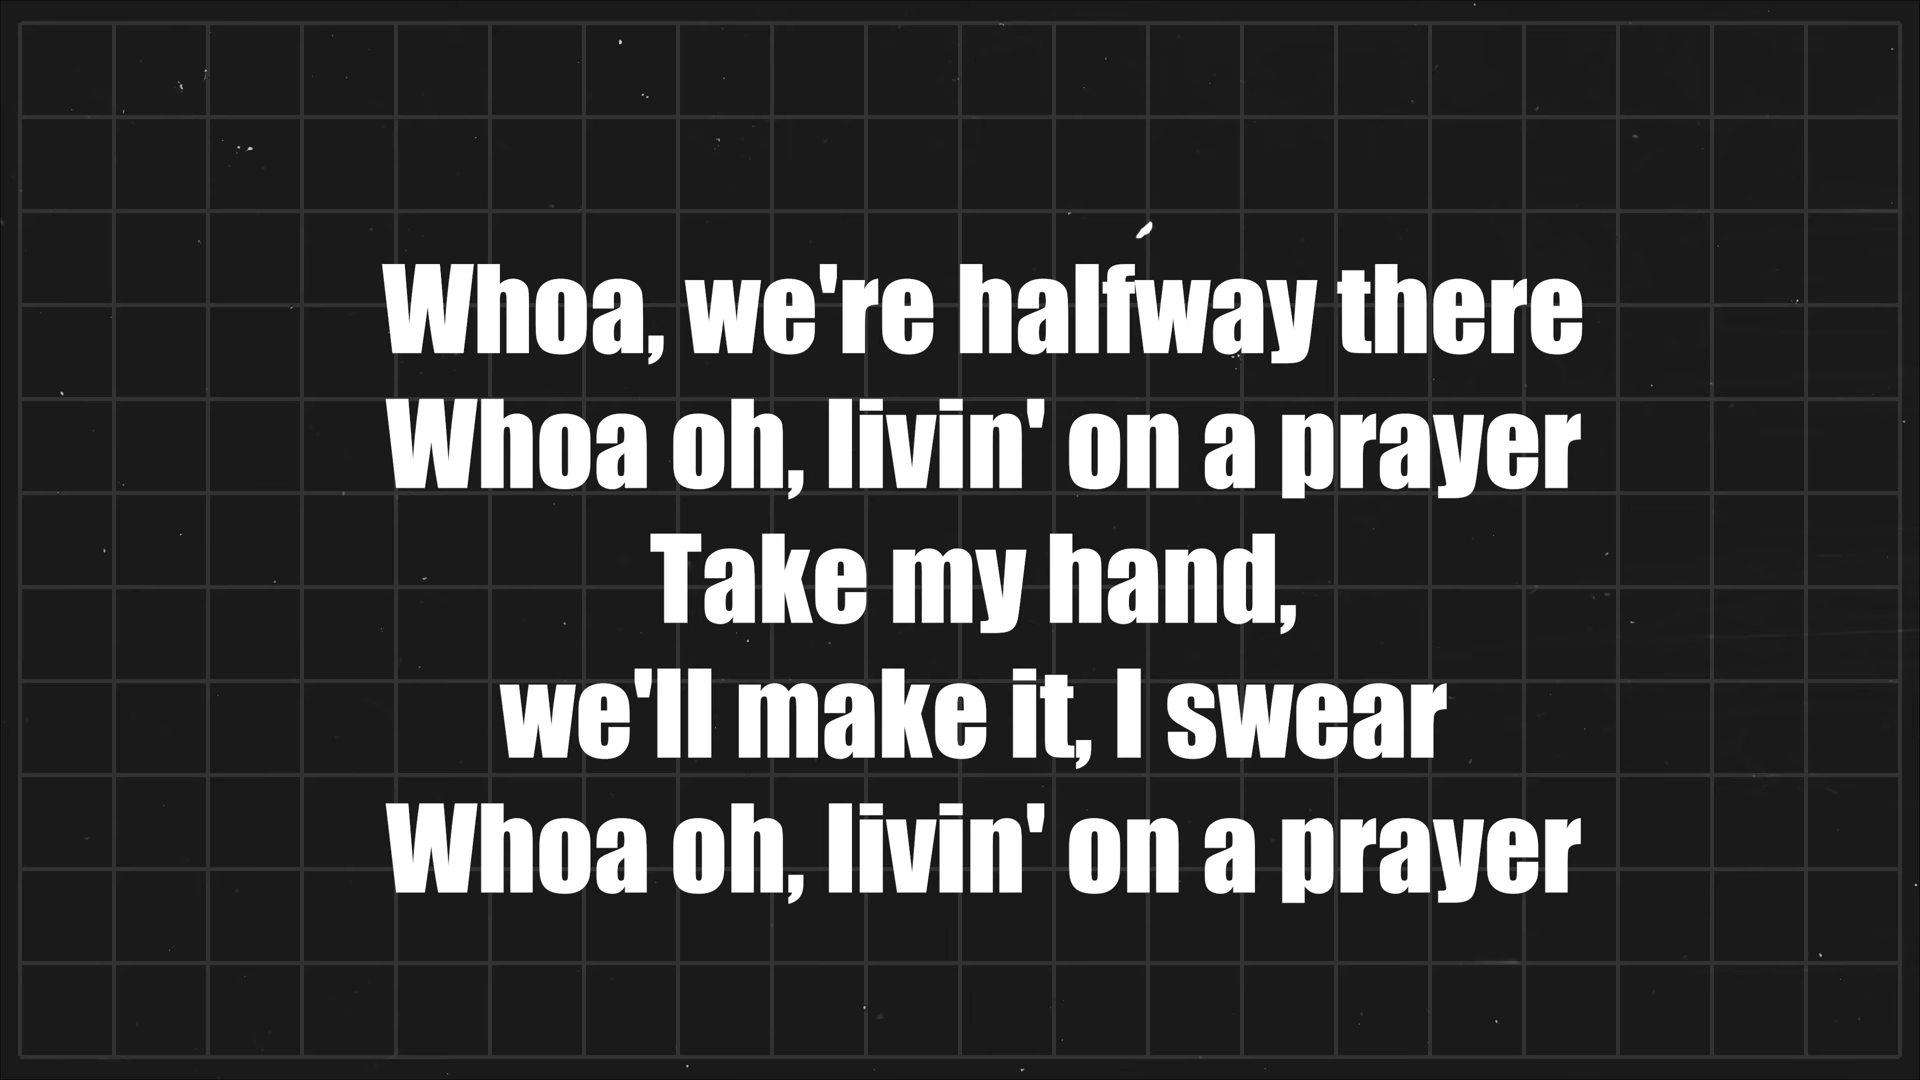 Whoa, we're halfway there
Whoa oh, livin' on a prayer
Take my hand,
we'll make it, I swear
Whoa oh, livin' on a prayer